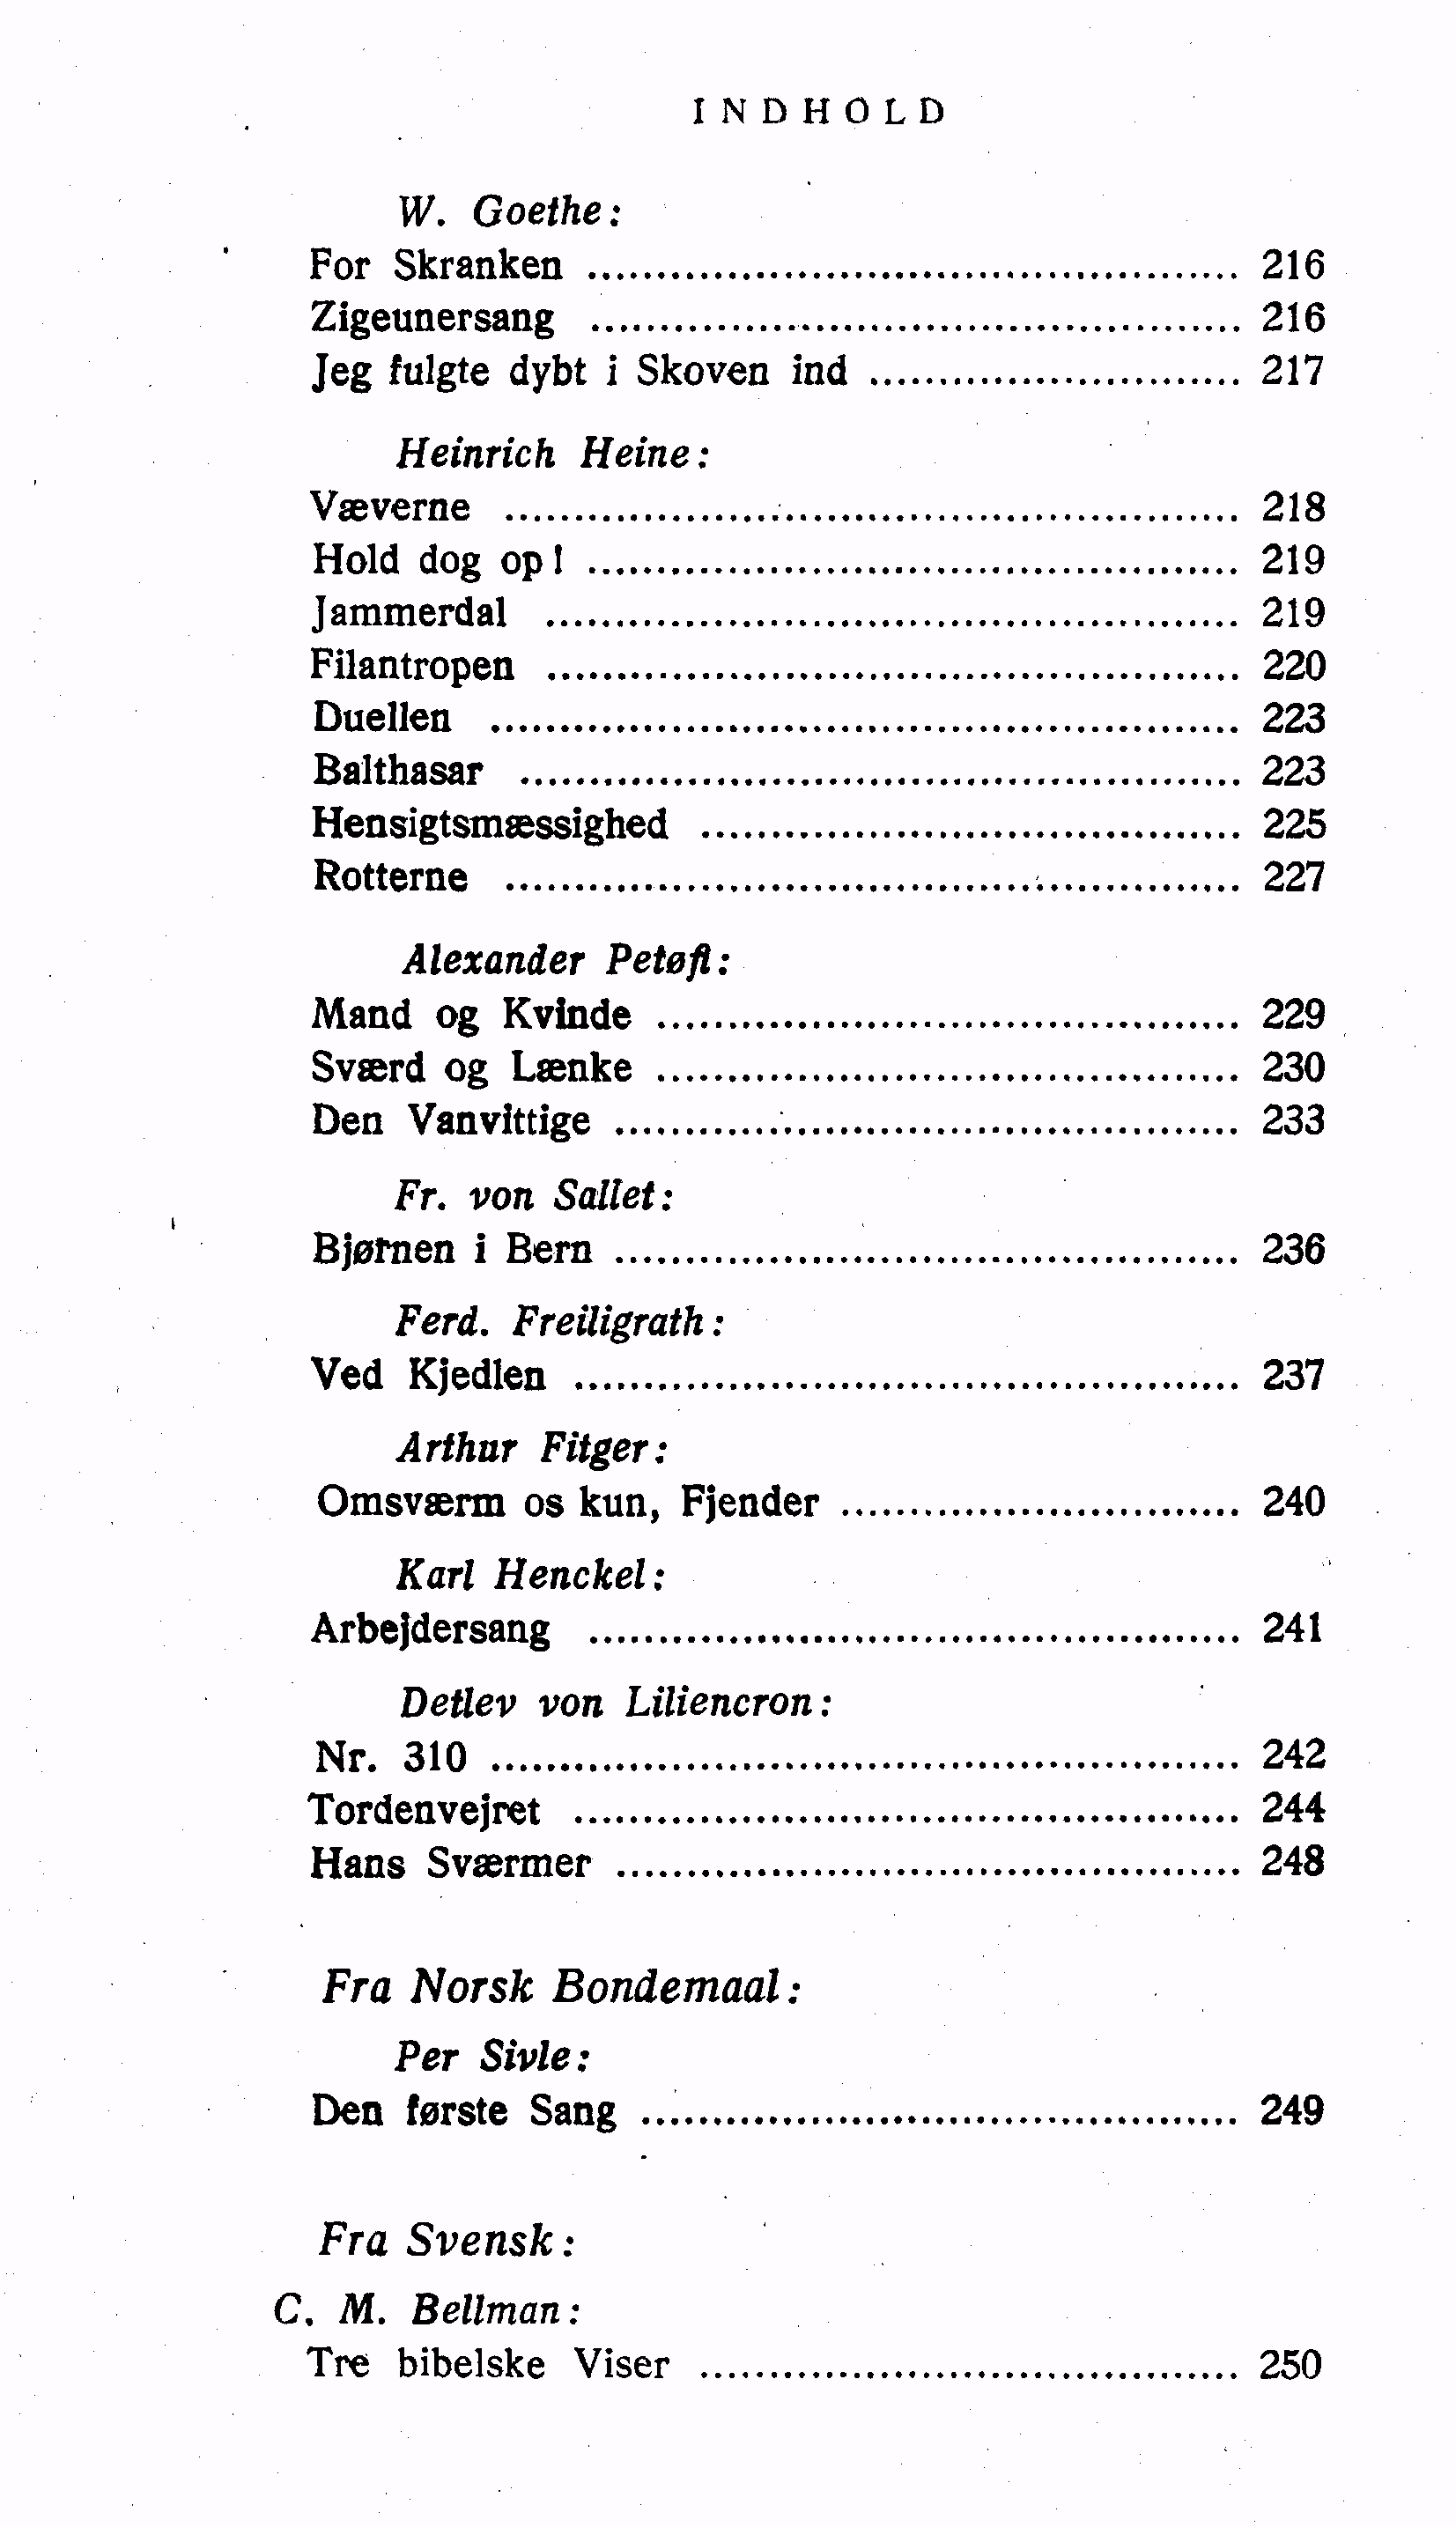 INDHOLD
W. Goethe:
For Skranken ............................................... 216
Zigeunersang ............................................... 216
Jeg fulgte dybt i Skoven ind ........................... 217
Heinrich Heine:
Væverne ..................................................... 218
Hold dog op! ............................................... 219
Jammerdal .................................................. 219
Filantropen .................................................. 220
Duellen ...................................................... 223
Balthasar .................................................... 223
Hensigtsmæssighed ....................................... 225
Rotterne ..................................................... 227
Alexander Petøfi:
Mand og Kvinde .......................................... 229
Sværd og Lænke .......................................... 230
Den Vanvittige ............................................. 233
Fr. von Sallet:
Bjørnen i Bern ............................................. 236
Ferd. Freiligrath:
Ved Kjedlen ................................................ 237
Arthur Fitger:
Omsværm os kun, Fjender ............................. 240
Karl Henckel:
Arbejdersang ............................................... 241
Detlev von Liliencron:
Nr. 310 ...................................................... 242
Tordenvejret ................................................ 244
Hans Sværmer ............................................. 248
Fra Norsk Bondemaal:
Per Sivle:
Den første Sang ........................................... 249
Fra Svensk:
C. M. Bellman:
Tre bibelske Viser ....................................... 250